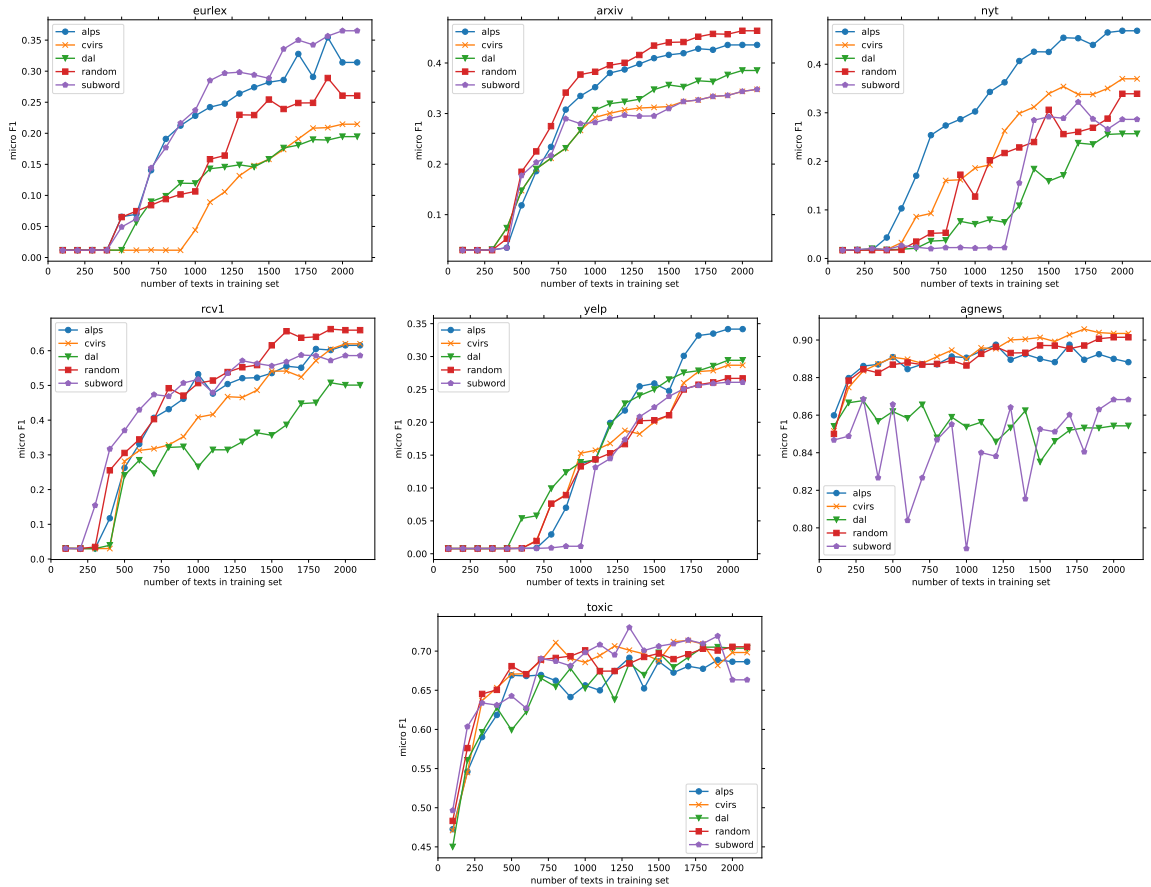 eurlex
alps
cvirs
dal
random
subword
micro F1
0.35
0.30
0.25
0.20
0.15
0.10
0.05
0.00
0 250 500 750 1000 1250 1500 1750 2000
number of texts in training set
arxiv
alps
cvirs
dal
random
subword
micro F1
0.4
0.3
0.2
0.1
0 250 500 750 1000 1250 1500 1750 2000
number of texts in training set
nyt
alps
cvirs
dal
random
subword
micro F1
0.5
0.4
0.3
0.2
0.1
0.0
0 250 500 750 1000 1250 1500 1750 2000
number of texts in training set
rcv1
alps
cvirs
dal
random
subword
micro F1
0.6
0.5
0.4
0.3
0.2
0.1
0.0
0 250 500 750 1000 1250 1500 1750 2000
number of texts in training set
yelp
alps
cvirs
dal
random
subword
micro F1
0.35
0.30
0.25
0.20
0.15
0.10
0.05
0.00
0 250 500 750 1000 1250 1500 1750 2000
number of texts in training set
agnews
alps
cvirs
dal
random
subword
micro F1
0.90
0.88
0.86
0.84
0.82
0.80
0 250 500 750 1000 1250 1500 1750 2000
number of texts in training set
toxic
alps
cvirs
dal
random
subword
micro F1
0.70
0.65
0.60
0.55
0.50
0.45
0 250 500 750 1000 1250 1500 1750 2000
number of texts in training set